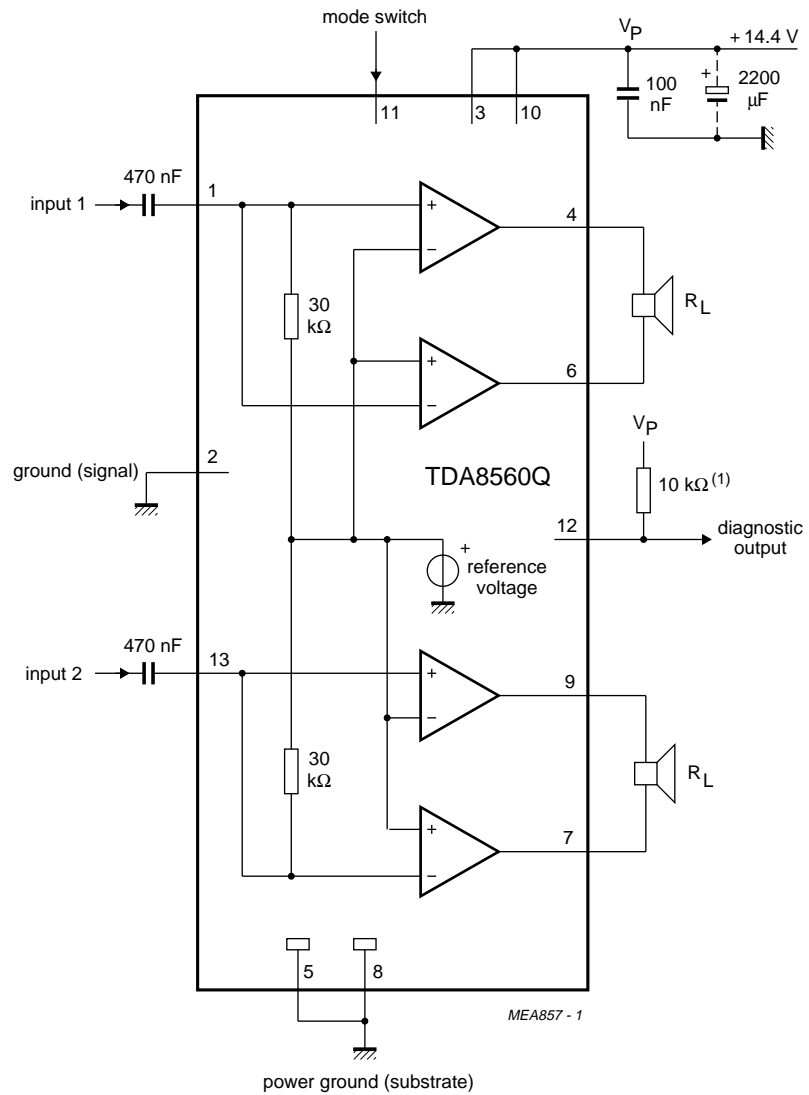 mode switch
V_P
+ 14.4 V
100
nF
+
2200
µF
11
3
10
470 nF
1
input 1
+
−
4
30
kΩ
R_L
+
−
6
2
ground (signal)
TDA8560Q
V_P
10 kΩ (1)
12
diagnostic
output
+
reference
voltage
470 nF
13
input 2
+
−
9
30
kΩ
R_L
+
−
7
5
8
MEA857 - 1
power ground (substrate)